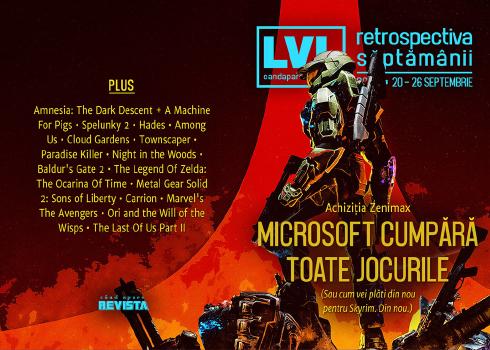 PLUS
Amnesia: The Dark Descent + A Machine
For Pigs • Spelunky 2 • Hades • Among
Us • Cloud Gardens • Townscaper •
Paradise Killer • Night in the Woods •
Baldur's Gate 2 • The Legend Of Zelda:
The Ocarina Of Time • Metal Gear Solid
2: Sons of Liberty • Carrion • Marvel's
The Avengers • Ori and the Will of the
Wisps • The Last Of Us Part II
când apare
REVISTA
LVL
candapare
retrospectiva
săptămânii
20 - 26 SEPTEMBRIE
Achiziția Zenimax
MICROSOFT CUMPĂRĂ
TOATE JOCURILE
(Sau cum vei plăti din nou
pentru Skyrim. Din nou.)